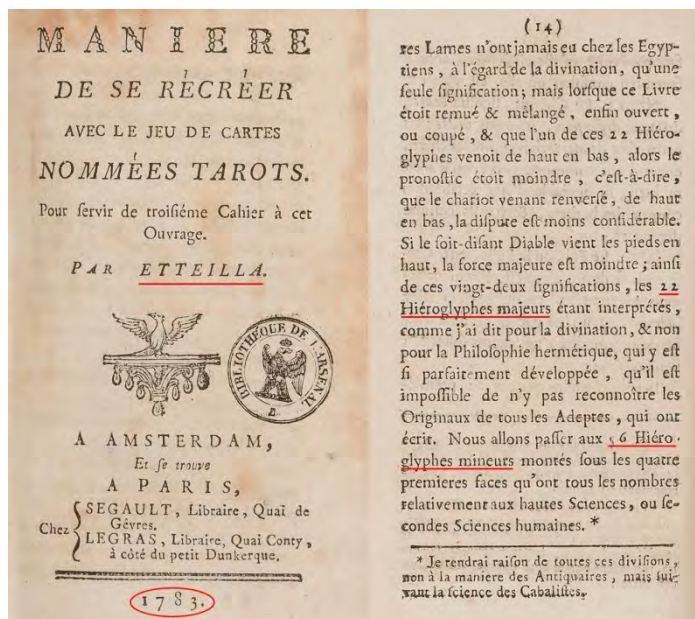 MANIERE
DE SE RÉCRÉER
AVEC LE JEU DE CARTES
NOMMÉES TAROTS.
Pour ſervir de troiſiéme Cahier à cet
Ouvrage.
PAR ETTEILLA.
BIBLIOTHÉQUE DE L'ARSENAL
A AMSTERDAM,
Et ſe trouve
A PARIS,
Chez
SEGAULT, Libraire, Quai de
Gêvres.
LEGRAS, Libraire, Quai Conty,
à côté du petit Dunkerque.
1783.
(14)
res Lames n'ont jamais eu chez les Egyp-
tiens, à l'égard de la divination, qu'une
ſeule ſignification; mais lorſque ce Livre
étoit remué & mêlangé, enfin ouvert,
ou coupé, & que l'un de ces 22 Hiéro-
glyphes venoit de haut en bas, alors le
pronoſtic étoit moindre, c'eſt-à-dire,
que le chariot venant renverſé, de haut
en bas, la diſpute eſt moins conſidérable.
Si le ſoit-diſant Diable vient les pieds en
haut, la force majeure eſt moindre; ainſi
de ces vingt-deux ſignifications, les 22
Hiéroglyphes majeurs étant interprétés,
comme j'ai dit pour la divination, & non
pour la Philoſophie hermétique, qui y eſt
ſi parfaitement développée, qu'il eſt
impoſſible de n'y pas reconnoître les
Originaux de tous les Adeptes, qui ont
écrit. Nous allons paſſer aux 56 Hiéro-
glyphes mineurs montés ſous les quatre
premieres faces qu'ont tous les nombres
relativement aux hautes Sciences, ou ſe-
condes Sciences humaines. *
* Je rendrai raiſon de toutes ces diviſions,
non à la maniere des Antiquaires, mais ſui-
vant la ſcience des Cabaliſtes.